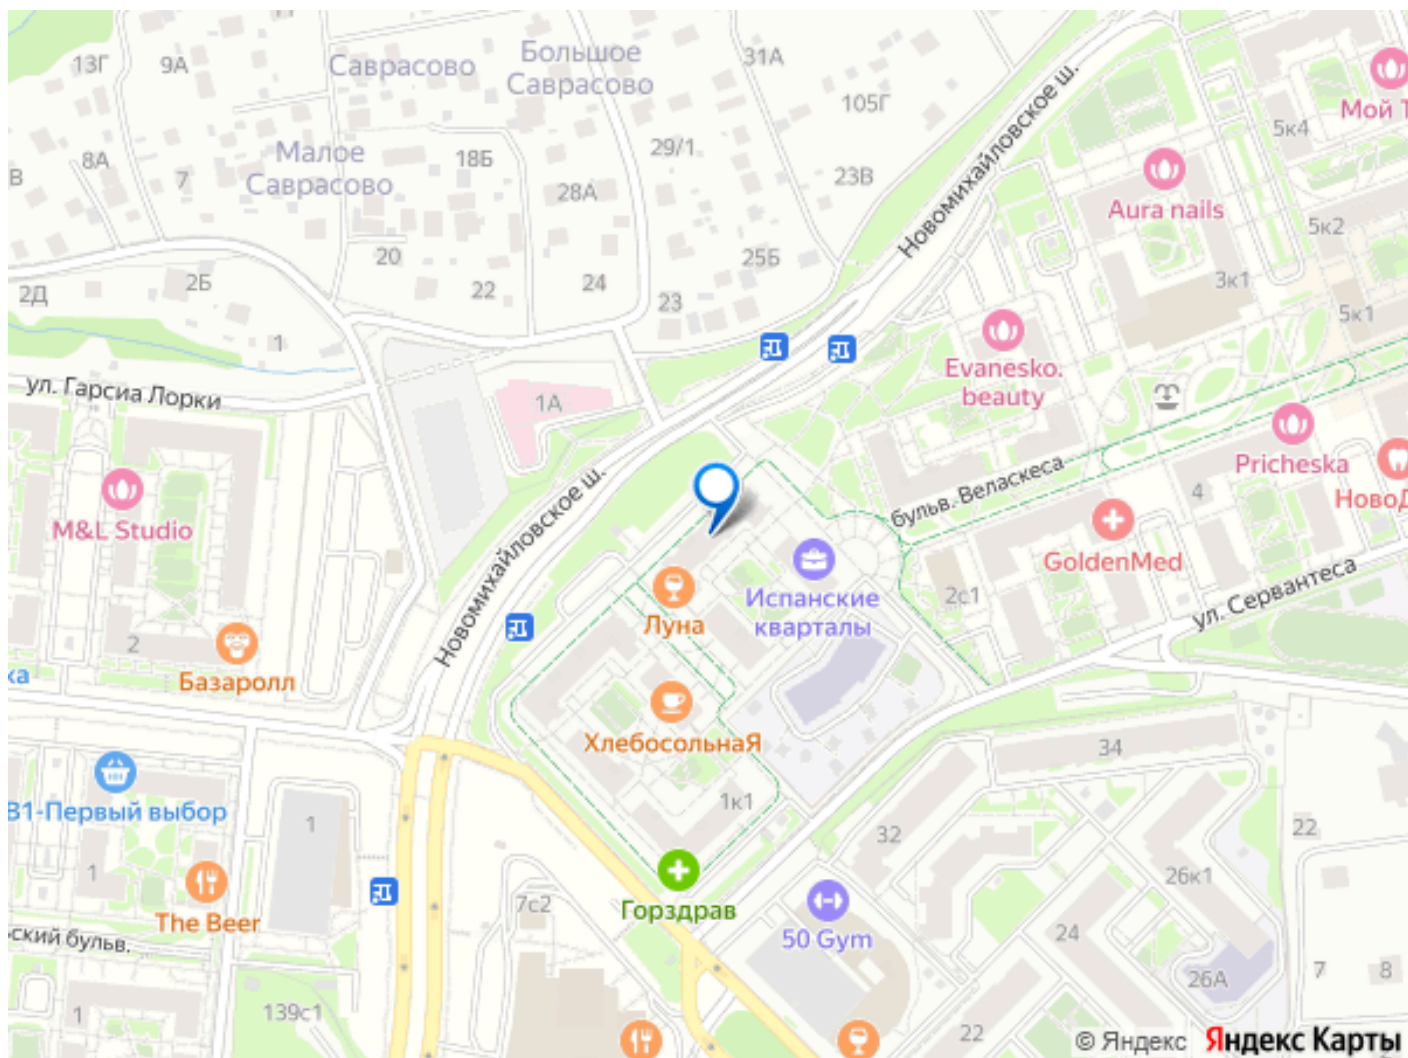 13Г
9А
Саврасово
Большое
Саврасово
31А
105Г
Новомихайловское ш.
5к4
Мой Т
8А
В
7
Малое
Саврасово
18Б
29/1
28А
23В
Aura nails
5к2
20
22
24
25Б
23
3к1
5к1
2Д
2Б
1
Evanesko.
beauty
ул. Гарсиа Лорки
1А
M&L Studio
Новомихайловское ш.
бульв. Веласкеса
Pricheska
4
НовоД
GoldenMed
Испанские
кварталы
2с1
ул. Сервантеса
Луна
2
Базаролл
ка
ХлебосольнаЯ
34
В1-Первый выбор
1
1к1
32
22
1
26к1
The Beer
7с2
Горздрав
50 Gym
24
ский бульв.
26А
7
8
139с1
1
22
© Яндекс
Яндекс Карты